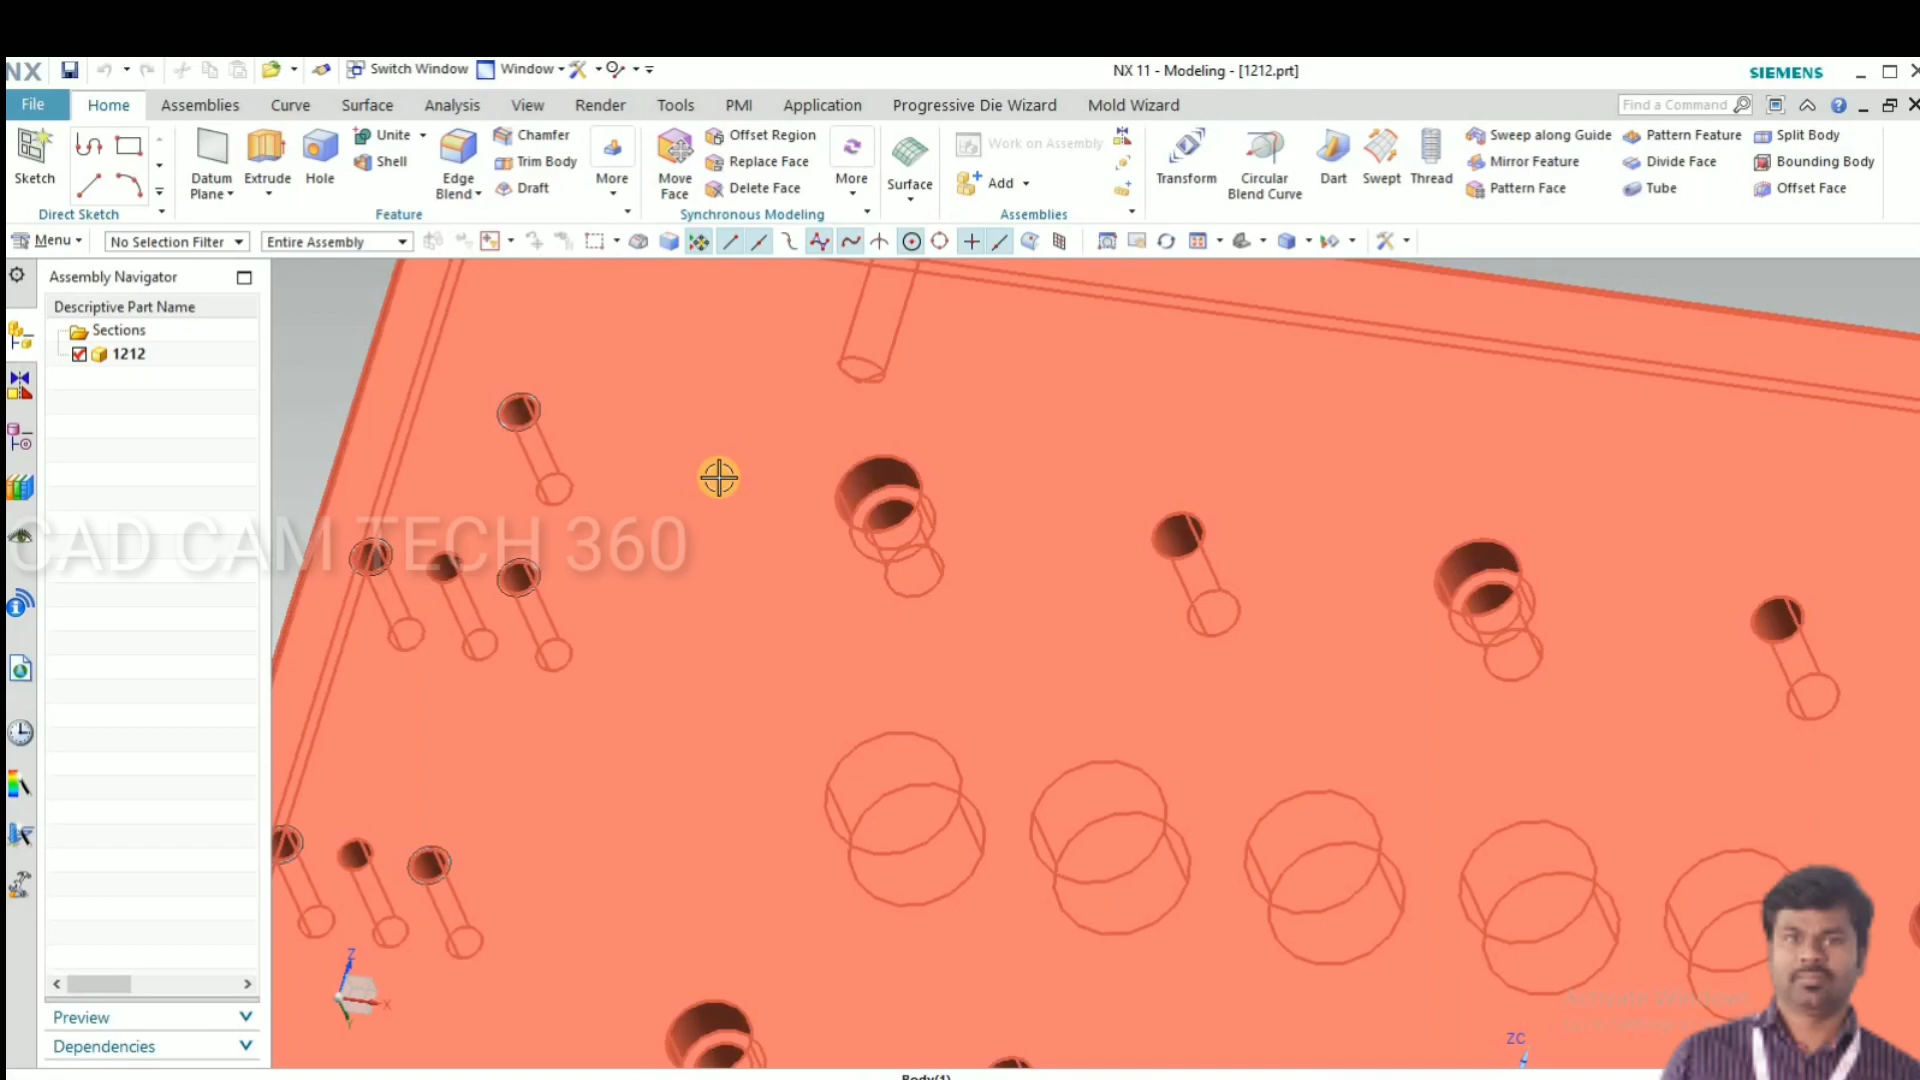 NX Switch Window Window NX 11 - Modeling - [1212.prt] SIEMENS
File Home Assemblies Curve Surface Analysis View Render Tools PMI Application Progressive Die Wizard Mold Wizard Find a Command
Sketch
Direct Sketch
Datum Plane
Extrude
Hole
Unite
Shell
Edge Blend
Chamfer
Trim Body
Draft
More
Feature
Move Face
Offset Region
Replace Face
Delete Face
More
Synchronous Modeling
Surface
Work on Assembly
Add
Assemblies
Transform
Circular Blend Curve
Dart
Swept
Thread
Sweep along Guide
Mirror Feature
Pattern Face
Pattern Feature
Divide Face
Tube
Split Body
Bounding Body
Offset Face
Menu No Selection Filter Entire Assembly
Assembly Navigator
Descriptive Part Name
Sections
1212
CAD CAM TECH 360
Z
X
Y
Preview
Dependencies
Activate Windows
ZC
Body(1)